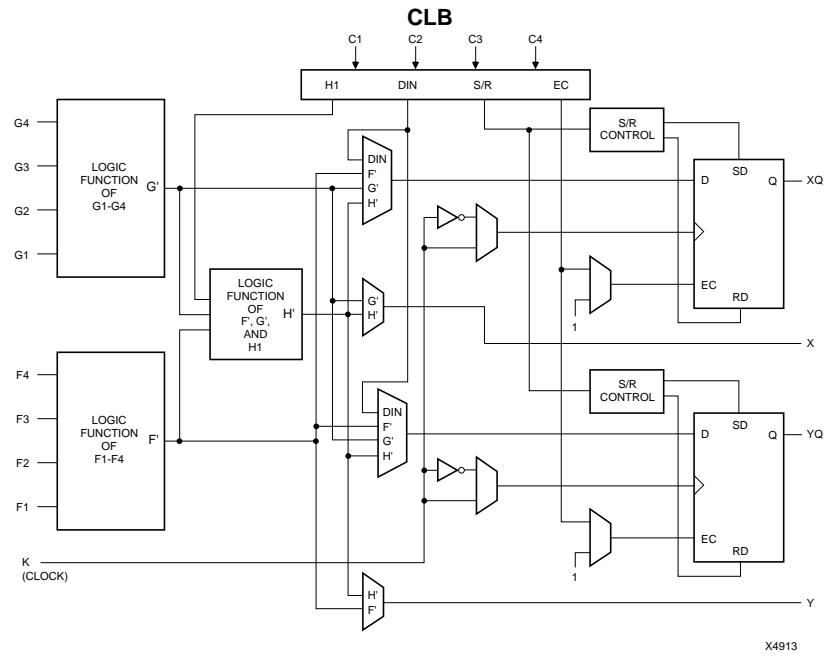 CLB
C1 C2 C3 C4
H1 DIN S/R EC
G4
G3
G2
G1
LOGIC
FUNCTION
OF
G1-G4
G'
DIN
F'
G'
H'
S/R
CONTROL
D
SD
Q
XQ
EC
RD
1
LOGIC
FUNCTION
OF
F', G',
AND
H1
H'
G'
H'
X
F4
F3
F2
F1
LOGIC
FUNCTION
OF
F1-F4
F'
DIN
F'
G'
H'
S/R
CONTROL
D
SD
Q
YQ
EC
RD
1
K
(CLOCK)
H'
F'
Y
X4913